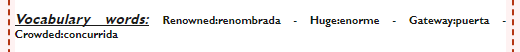 Vocabulary words: Renowned:renombrada - Huge:enorme - Gateway:puerta -
Crowded:concurrida